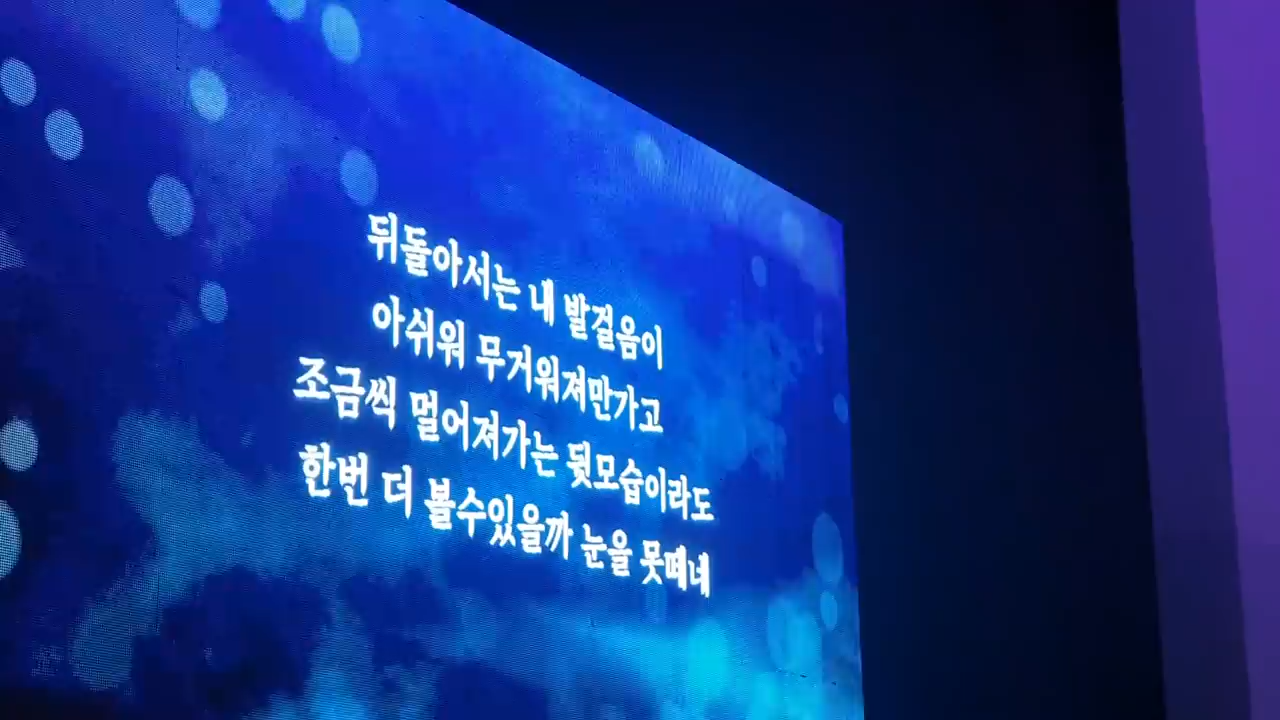 뒤돌아서는 내 발걸음이
아쉬워 무거워져만가고
조금씩 멀어져가는 뒷모습이라도
한번 더 볼수있을까 눈을 못떼네